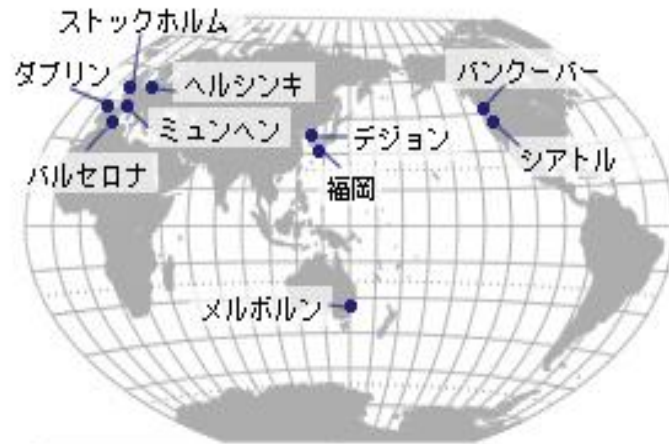 ストックホルム
ダブリン
ヘルシンキ
バンクーバー
ミュンヘン
デジョン
シアトル
バルセロナ
福岡
メルボルン